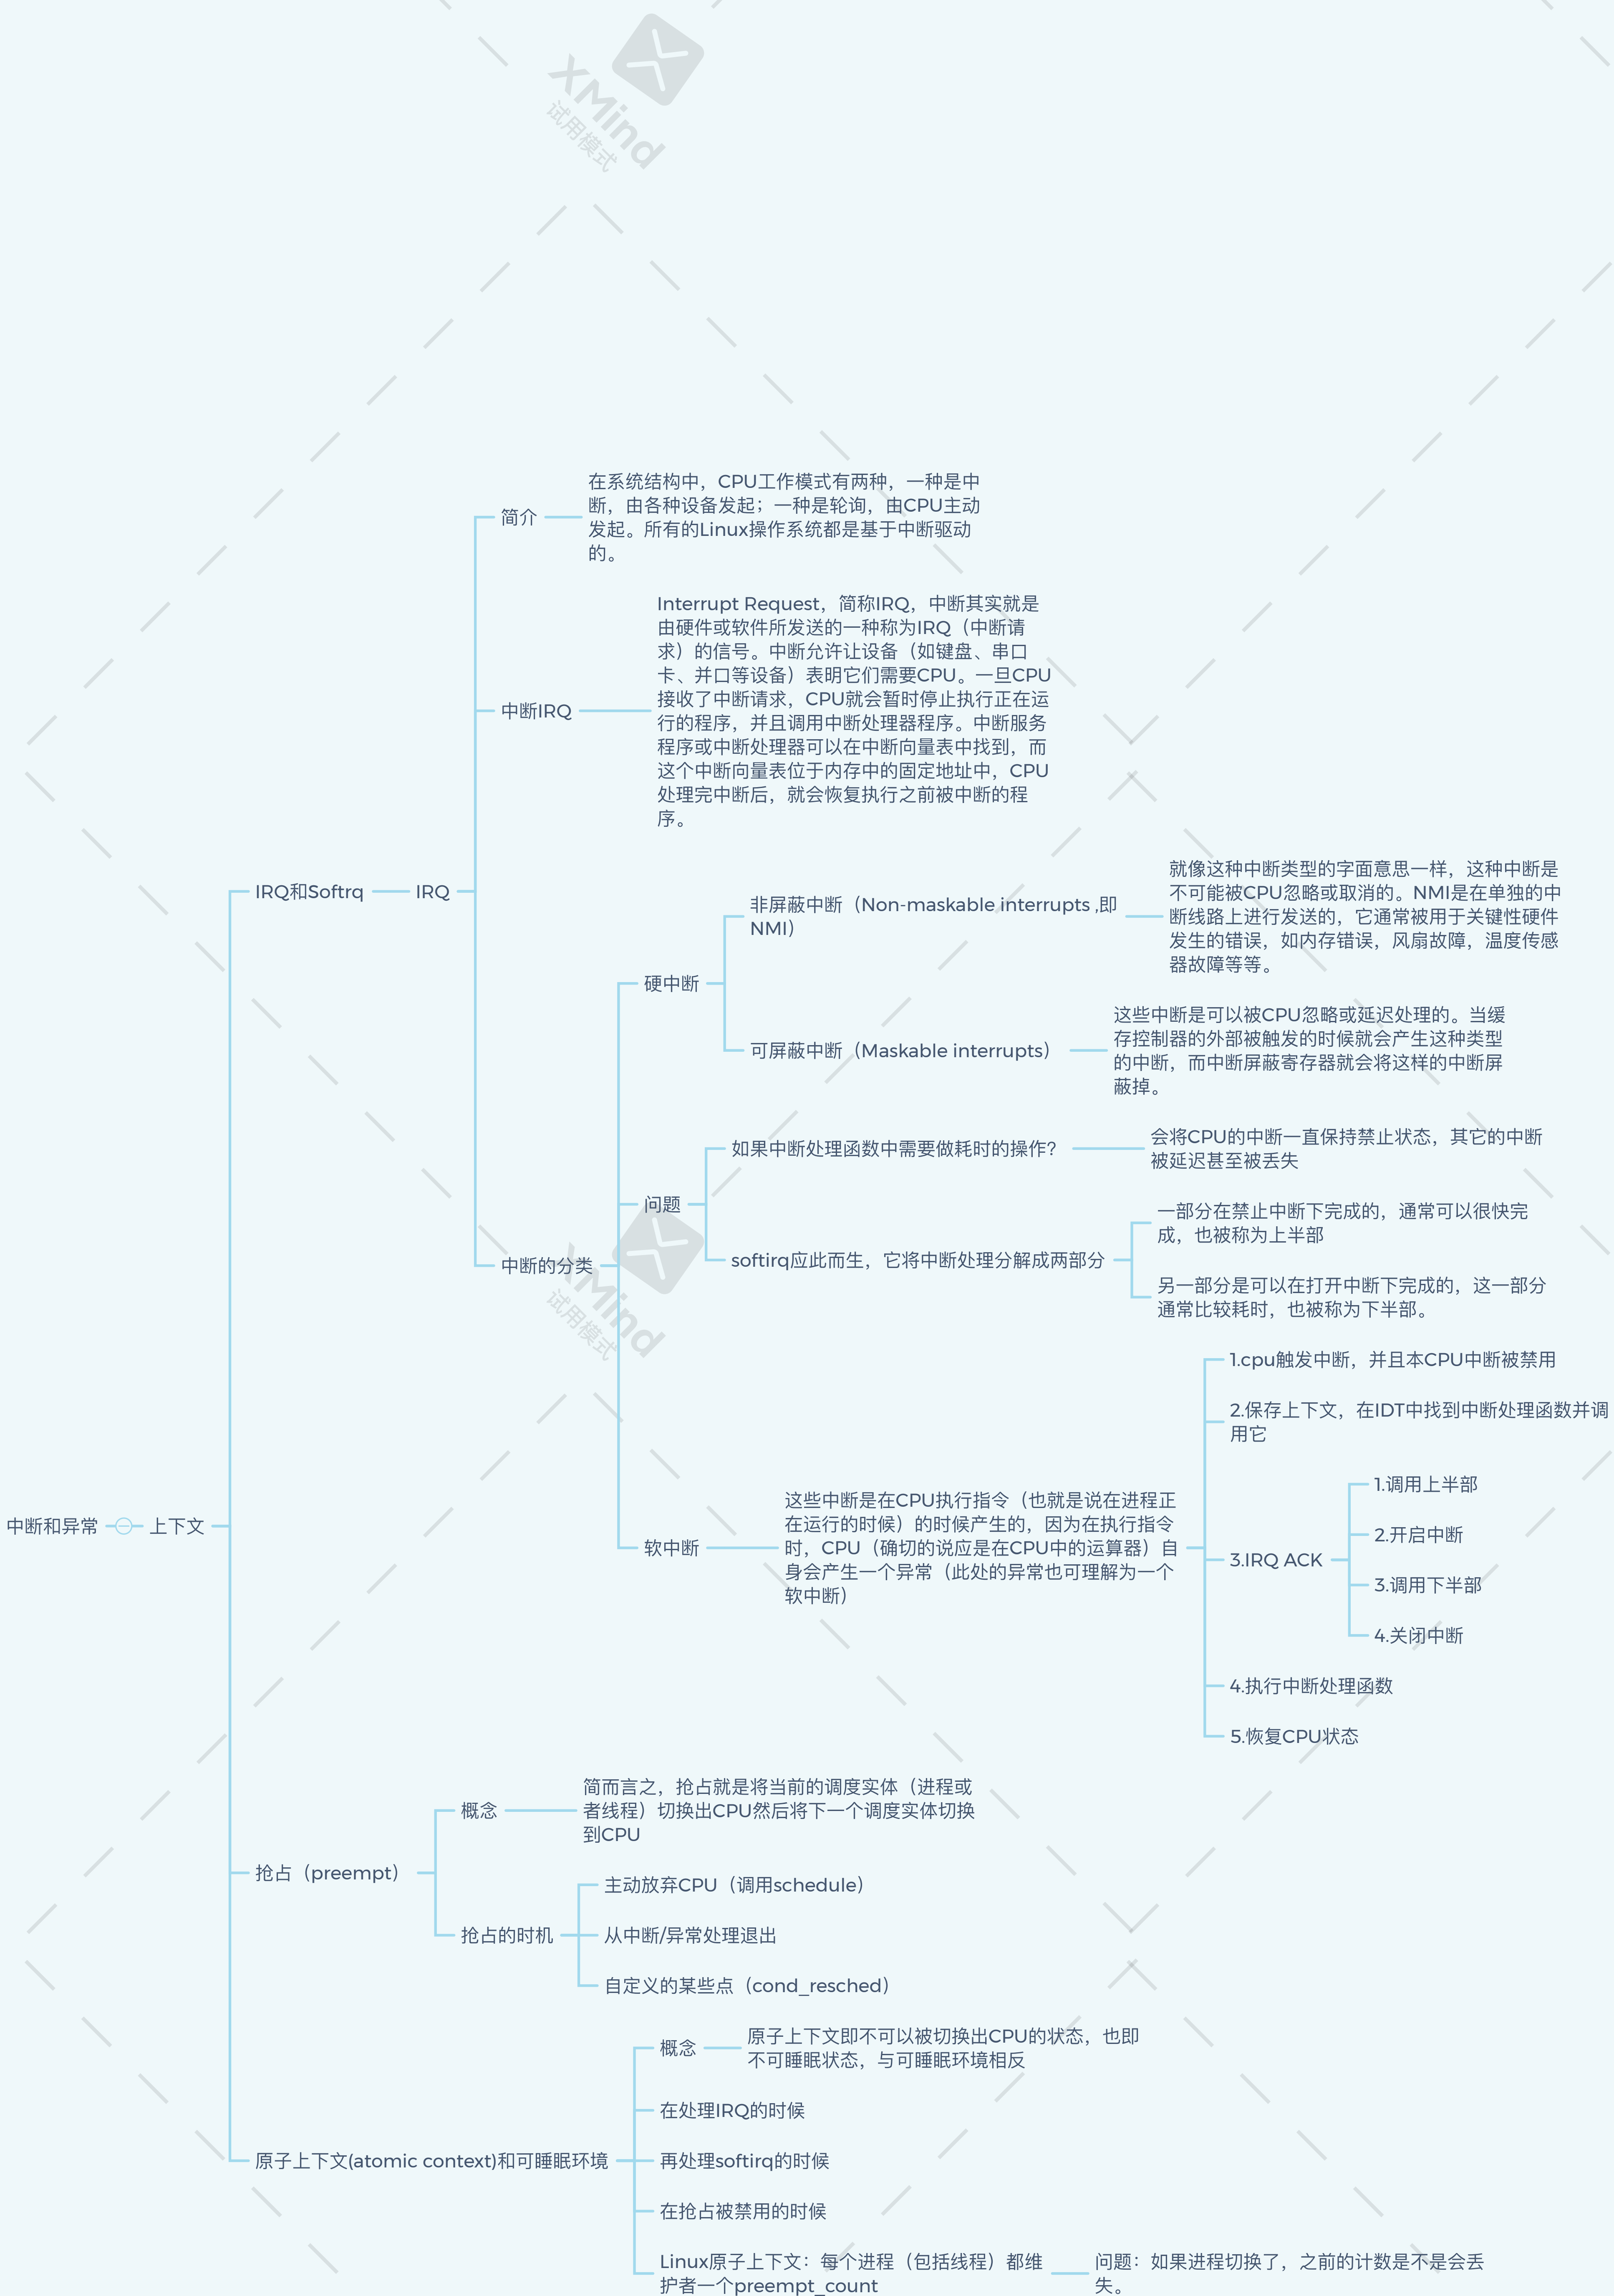 XMind
试用模式
在系统结构中，CPU工作模式有两种，一种是中
断，由各种设备发起；一种是轮询，由CPU主动
发起。所有的Linux操作系统都是基于中断驱动
的。
简介
Interrupt Request，简称IRQ，中断其实就是
由硬件或软件所发送的一种称为IRQ（中断请
求）的信号。中断允许让设备（如键盘、串口
卡、并口等设备）表明它们需要CPU。一旦CPU
接收了中断请求，CPU就会暂时停止执行正在运
行的程序，并且调用中断处理器程序。中断服务
程序或中断处理器可以在中断向量表中找到，而
这个中断向量表位于内存中的固定地址中，CPU
处理完中断后，就会恢复执行之前被中断的程
序。
中断IRQ
IRQ和Softrq
IRQ
非屏蔽中断（Non-maskable interrupts ,即
NMI）
就像这种中断类型的字面意思一样，这种中断是
不可能被CPU忽略或取消的。NMI是在单独的中
断线路上进行发送的，它通常被用于关键性硬件
发生的错误，如内存错误，风扇故障，温度传感
器故障等等。
硬中断
可屏蔽中断（Maskable interrupts）
这些中断是可以被CPU忽略或延迟处理的。当缓
存控制器的外部被触发的时候就会产生这种类型
的中断，而中断屏蔽寄存器就会将这样的中断屏
蔽掉。
如果中断处理函数中需要做耗时的操作？
会将CPU的中断一直保持禁止状态，其它的中断
被延迟甚至被丢失
问题
softirq应此而生，它将中断处理分解成两部分
一部分在禁止中断下完成的，通常可以很快完
成，也被称为上半部
另一部分是可以在打开中断下完成的，这一部分
通常比较耗时，也被称为下半部。
中断的分类
XMind
试用模式
1.cpu触发中断，并且本CPU中断被禁用
2.保存上下文，在IDT中找到中断处理函数并调
用它
1.调用上半部
2.开启中断
3.IRQ ACK
3.调用下半部
4.关闭中断
4.执行中断处理函数
5.恢复CPU状态
软中断
这些中断是在CPU执行指令（也就是说在进程正
在运行的时候）的时候产生的，因为在执行指令
时，CPU（确切的说应是在CPU中的运算器）自
身会产生一个异常（此处的异常也可理解为一个
软中断）
中断和异常
上下文
概念
简而言之，抢占就是将当前的调度实体（进程或
者线程）切换出CPU然后将下一个调度实体切换
到CPU
抢占（preempt）
主动放弃CPU（调用schedule）
抢占的时机
从中断/异常处理退出
自定义的某些点（cond_resched）
概念
原子上下文即不可以被切换出CPU的状态，也即
不可睡眠状态，与可睡眠环境相反
在处理IRQ的时候
原子上下文(atomic context)和可睡眠环境
再处理softirq的时候
在抢占被禁用的时候
Linux原子上下文：每个进程（包括线程）都维
护者一个preempt_count
问题：如果进程切换了，之前的计数是不是会丢
失。